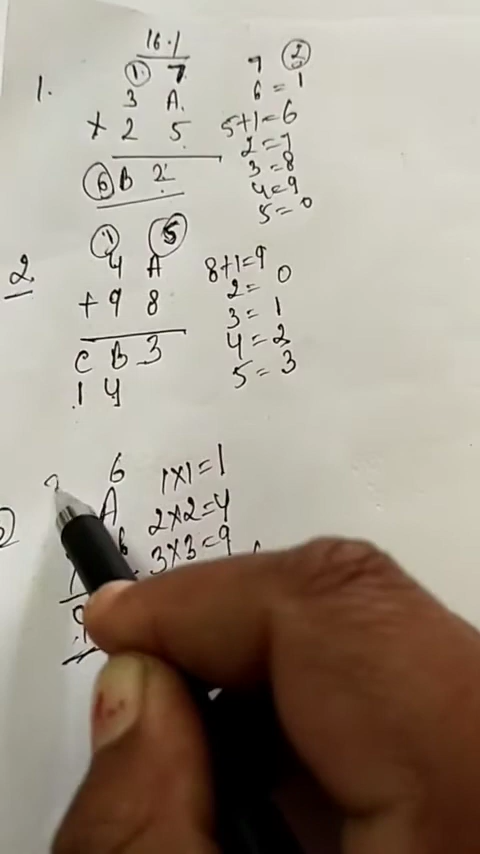 16.1
1. 1 7
3 A
× 2 5
6 B 2
7 2
6 = 1
5+1=6
2=7
3=8
4=9
5=0
2 1 5
4 A
+ 9 8
C B 3
1 4
8+1=9
2= 0
3= 1
4=2
5=3
6
A
6
1×1=1
2×2=4
3×3=9